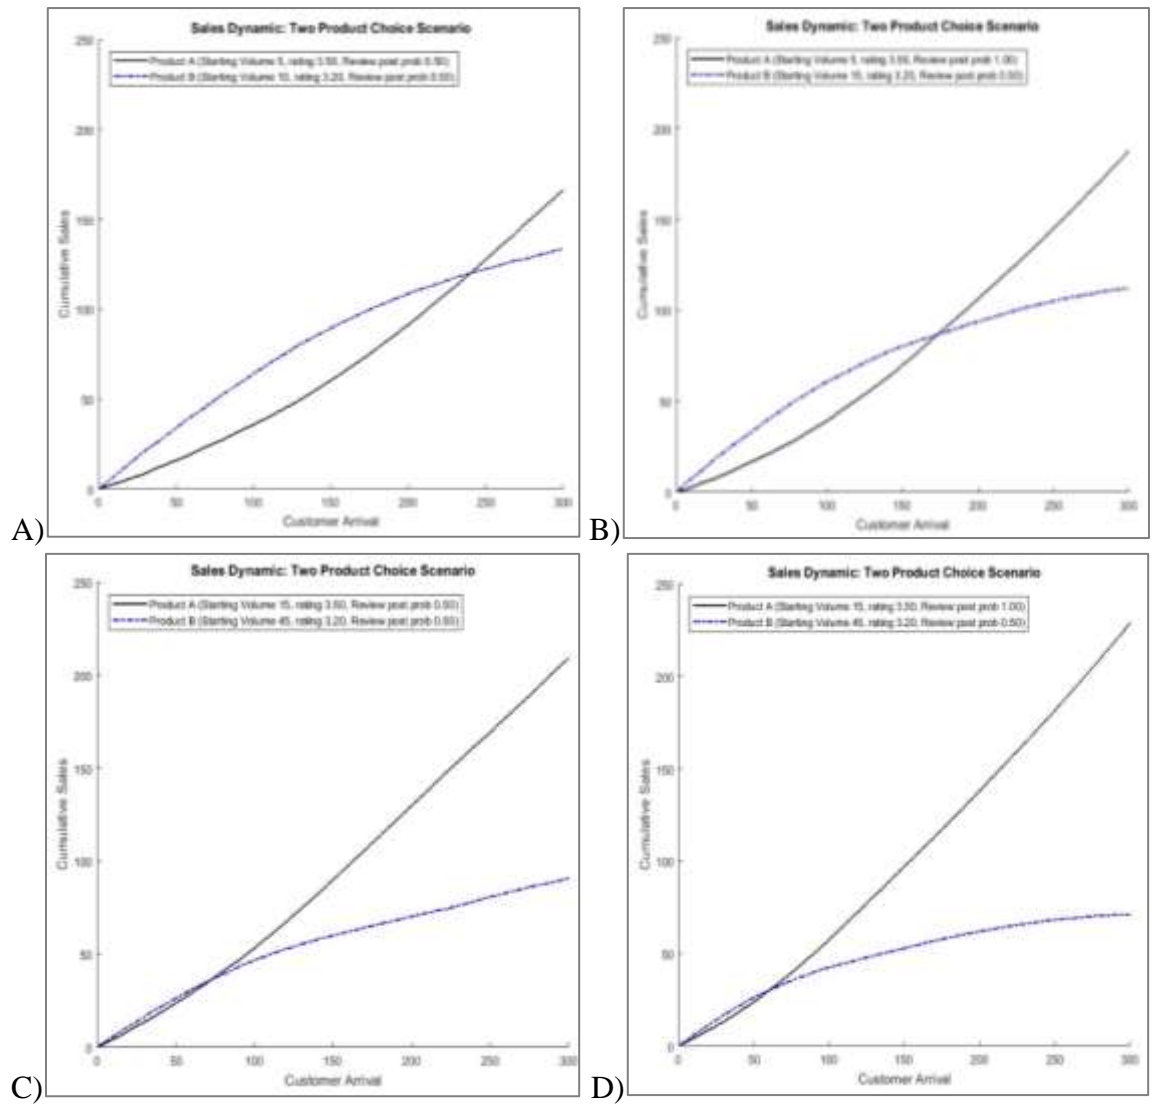 Sales Dynamic: Two Product Choice Scenario
Product A (Starting Volume 5, rating 3.50, Review post prob 0.50)
Product B (Starting Volume rating 3.20, Review post prob 0.50)
250
200
150
100
50
0
Cumulative Sales
0 50 100 150 200 250 300
Customer Arrival
A)
Sales Dynamic: Two Product Choice Scenario
Product A (Starting Volume 5, rating 3.50, Review post prob 1.00)
Product B (Starting Volume 15, rating 3.20, Review post prob 0.50)
250
200
150
100
50
0
Cumulative Sales
0 50 100 150 200 250 300
Customer Arrival
B)
Sales Dynamic: Two Product Choice Scenario
Product A (Starting Volume 15, rating 3.50, Review post prob 0.50)
Product B (Starting Volume 45, rating 3.20, Review post prob 0.50)
250
200
150
100
50
0
Cumulative Sales
0 50 100 150 200 250 300
Customer Arrival
C)
Sales Dynamic: Two Product Choice Scenario
Product A (Starting Volume 15, rating 3.50, Review post prob 1.00)
Product B (Starting Volume 45, rating 3.20, Review post prob 0.50)
250
200
150
100
50
0
Cumulative Sales
0 50 100 150 200 250 300
Customer Arrival
D)